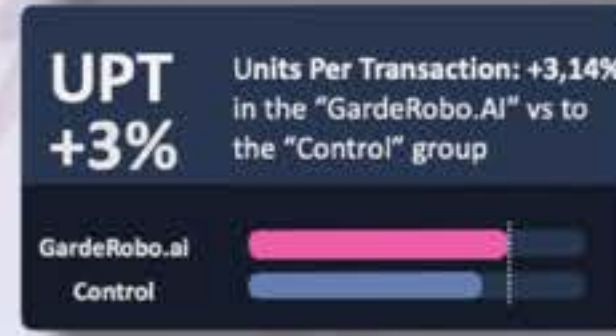 UPT
+3%
Units Per Transaction: +3,14%
in the “GardeRobo.AI” vs to
the “Control” group
GardeRobo.ai
Control